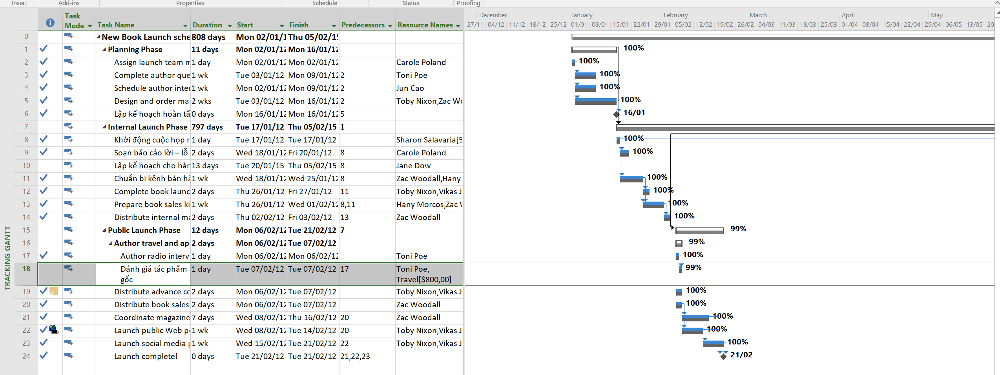 Insert Add-ins Properties Schedule Status Proofing
Task Mode Task Name Duration Start Finish Predecessors Resource Names
December January February March April May
27/11 04/12 11/12 18/12 25/12 01/01 08/01 15/01 22/01 29/01 05/02 12/02 19/02 26/02 04/03 11/03 18/03 25/03 01/04 08/04 15/04 22/04 29/04 06/05 13/05 20/
0 New Book Launch sche 808 days Mon 02/01/1 Thu 05/02/15
1 Planning Phase 11 days Mon 02/01/12 Mon 16/01/12 100%
2 Assign launch team m 1 day Mon 02/01/12 Mon 02/01/12 Carole Poland 100%
3 Complete author que 1 wk Tue 03/01/12 Mon 09/01/12 2 Toni Poe 100%
4 Schedule author inter 1 wk Mon 02/01/12 Mon 09/01/12 2 Jun Cao 100%
5 Design and order ma 2 wks Tue 03/01/12 Mon 16/01/12 2 Toby Nixon,Zac Wo 100%
6 Lập kế hoạch hoàn tấ 0 days Mon 16/01/12 Mon 16/01/12 5 16/01
7 Internal Launch Phase 797 days Tue 17/01/12 Thu 05/02/15 1
8 Khởi động cuộc họp r 1 day Tue 17/01/12 Tue 17/01/12 Sharon Salavaria[5 100%
9 Soạn báo cáo lời – lỗ 2 days Wed 18/01/12 Fri 20/01/12 8 Carole Poland 100%
10 Lập kế hoạch cho hàr 13 days Tue 20/01/15 Thu 05/02/15 8 Jane Dow
11 Chuẩn bị kênh bán hà 1 wk Wed 18/01/12 Wed 25/01/12 8 Zac Woodall,Hany 100%
12 Complete book launc 2 days Thu 26/01/12 Fri 27/01/12 11 Toby Nixon,Vikas J 100%
13 Prepare book sales ki 1 wk Thu 26/01/12 Wed 01/02/12 8,11 Hany Morcos,Zac W 100%
14 Distribute internal ma 2 days Thu 02/02/12 Fri 03/02/12 13 Zac Woodall 100%
15 Public Launch Phase 12 days Mon 06/02/12 Tue 21/02/12 7 99%
16 Author travel and ap 2 days Mon 06/02/12 Tue 07/02/12 99%
17 Author radio interv 1 day Mon 06/02/12 Mon 06/02/12 Toni Poe 100%
18 Đánh giá tác phẩm 1 day Tue 07/02/12 Tue 07/02/12 17 Toni Poe, 99%
gốc Travel[$800,00]
19 Distribute advance co 2 days Mon 06/02/12 Tue 07/02/12 Toby Nixon,Vikas J 100%
20 Distribute book sales 2 days Mon 06/02/12 Tue 07/02/12 Zac Woodall 100%
21 Coordinate magazine 7 days Wed 08/02/12 Thu 16/02/12 20 Zac Woodall 100%
22 Launch public Web po 1 wk Wed 08/02/12 Tue 14/02/12 20 Toby Nixon,Vikas J 100%
23 Launch social media p 1 wk Wed 15/02/12 Tue 21/02/12 22 Toby Nixon,Vikas J 100%
24 Launch complete! 0 days Tue 21/02/12 Tue 21/02/12 21,22,23 21/02
TRACKING GANTT